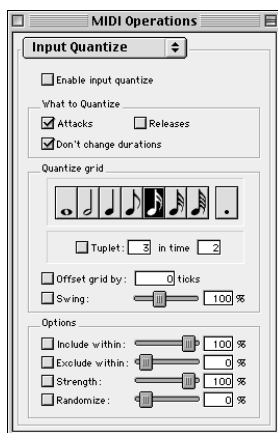 MIDI Operations
Input Quantize
Enable input quantize
What to Quantize
Attacks Releases
Don't change durations
Quantize grid
Tuplet: 3 in time 2
Offset grid by: 0 ticks
Swing: 100 %
Options
Include within: 100 %
Exclude within: 0 %
Strength: 100 %
Randomize: 0 %